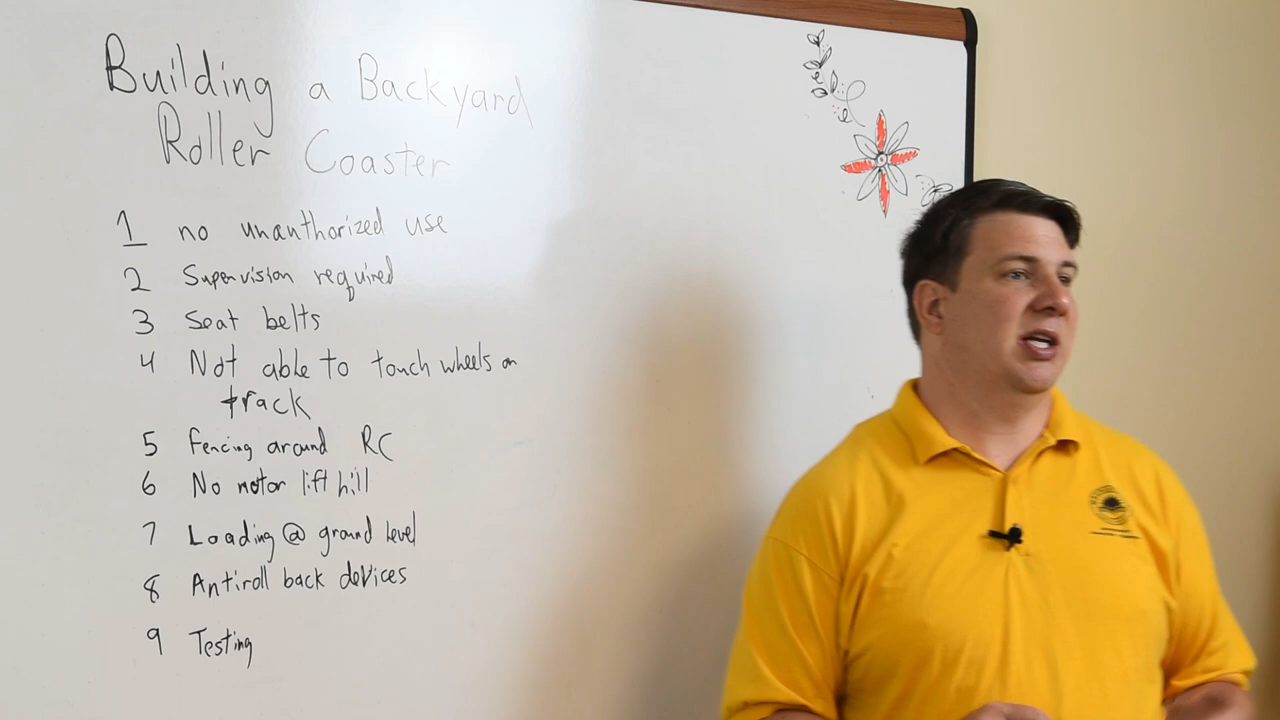 Building a Backyard
Roller Coaster
1 no unauthorized use
2 Supervision required
3 Seat belts
4 Not able to touch wheels on
track
5 fencing around RC
6 No motor lift hill
7 Loading @ ground level
8 Antiroll back devices
9 Testing